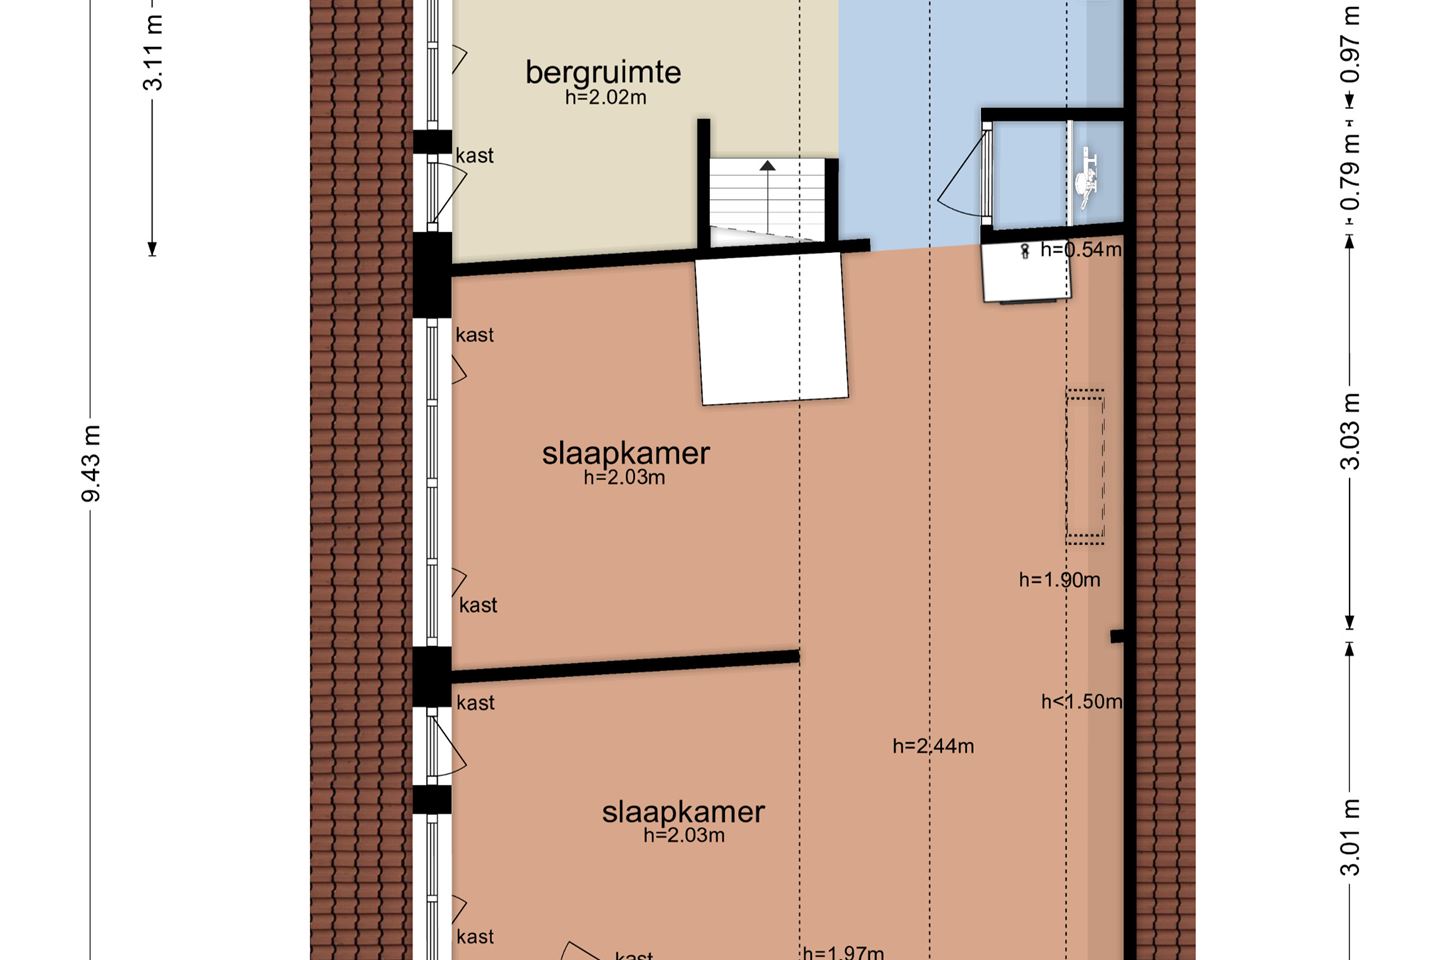 3.11 m
0.97 m
bergruimte
h=2.02m
kast
0.79 m
h=0.54m
kast
slaapkamer
h=2.03m
9.43 m
3.03 m
h=1.90m
kast
kast
h<1.50m
h=2.44m
slaapkamer
h=2.03m
3.01 m
kast
kast
h=1.97m